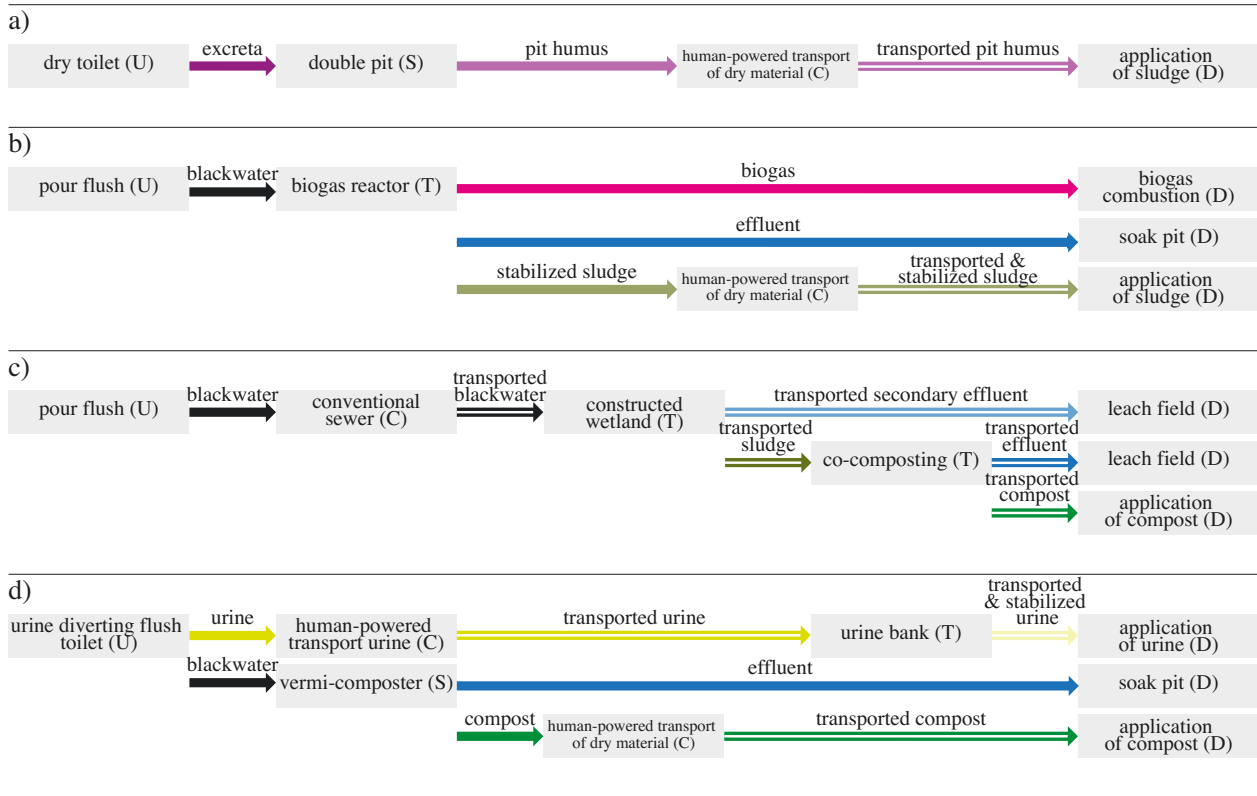 a)
excreta
pit humus
transported pit humus
dry toilet (U)
double pit (S)
human-powered transport
of dry material (C)
application
of sludge (D)
b)
blackwater
biogas
pour flush (U)
biogas reactor (T)
biogas
combustion (D)
effluent
soak pit (D)
stabilized sludge
human-powered transport
of dry material (C)
transported &
stabilized sludge
application
of sludge (D)
c)
blackwater
transported
blackwater
transported secondary effluent
pour flush (U)
conventional
sewer (C)
constructed
wetland (T)
leach field (D)
transported
sludge
co-composting (T)
transported
effluent
leach field (D)
transported
compost
application
of compost (D)
d)
urine
transported urine
transported
& stabilized
urine
urine diverting flush
toilet (U)
human-powered
transport urine (C)
urine bank (T)
application
of urine (D)
blackwater
vermi-composter (S)
effluent
soak pit (D)
compost
human-powered transport
of dry material (C)
transported compost
application
of compost (D)